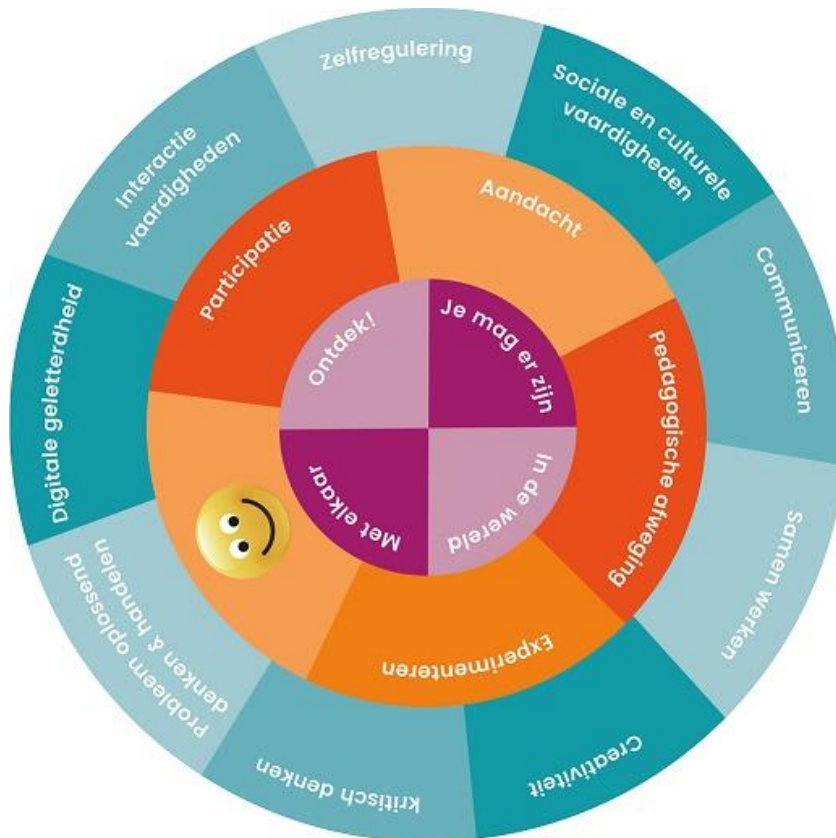 Zelfregulering
Sociale en culturele
vaardigheden
Communiceren
Samen werken
Creativiteit
kritisch denken
Probleem oplossend
denken & handelen
Digitale geletterdheid
Interactie
vaardigheden
Aandacht
Pedagogische afweging
Experimenteren
Participatie
Je mag er zijn
In de wereld
Met elkaar
Ontdek!